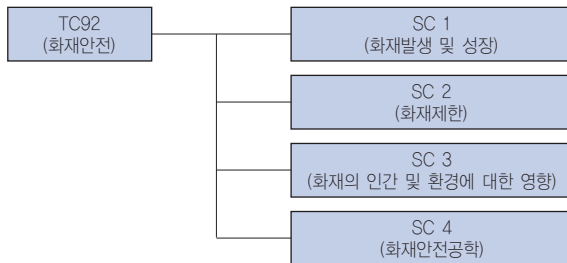 TC92
(화재안전)
SC 1
(화재발생 및 성장)
SC 2
(화재제한)
SC 3
(화재의 인간 및 환경에 대한 영향)
SC 4
(화재안전공학)